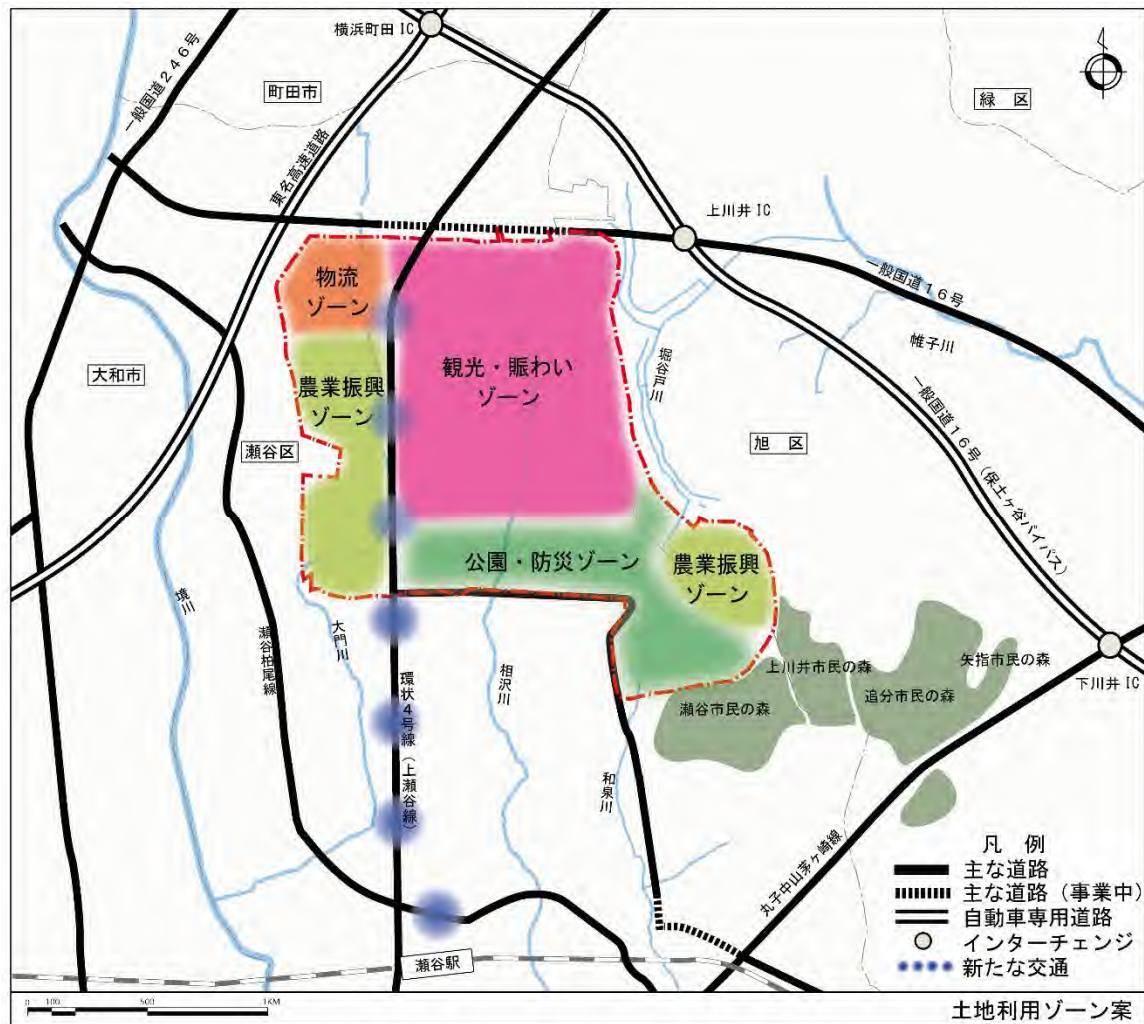 横浜町田 IC
一般国道246号
町田市
緑 区
東名高速道路
上川井 IC
一般国道16号
物流
ゾーン
帷子川
観光・賑わい
ゾーン
堀谷戸川
大和市
農業振興
ゾーン
瀬谷区
旭 区
一般国道16号(保土ヶ谷バイパス)
公園・防災ゾーン
農業振興
ゾーン
境川
瀬谷柏尾線
大門川
環状4号線(上瀬谷線)
相沢川
和泉川
上川井市民の森
矢指市民の森
瀬谷市民の森
追分市民の森
下川井 IC
丸子中山茅ヶ崎線
瀬谷駅
凡 例
主な道路
主な道路(事業中)
自動車専用道路
インターチェンジ
新たな交通
0 100 500 1KM
土地利用ゾーン案